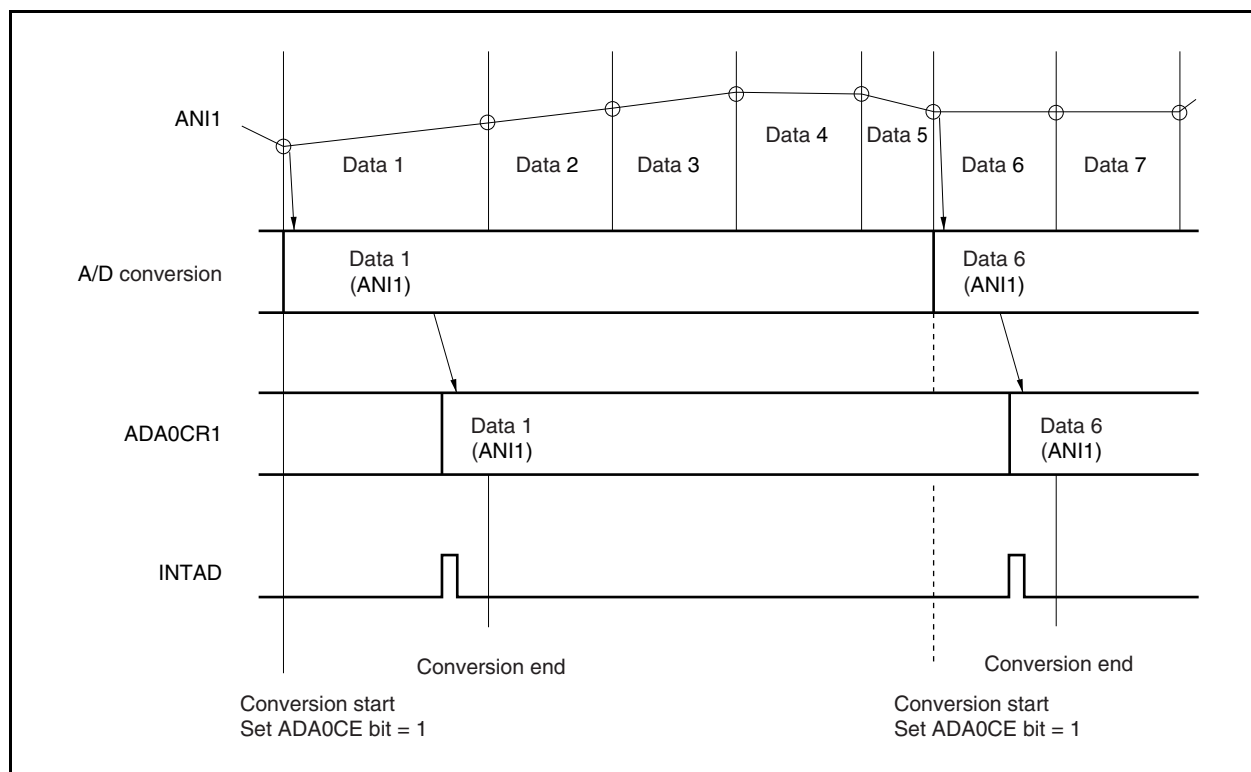 ANI1
Data 1
Data 2
Data 3
Data 4
Data 5
Data 6
Data 7
A/D conversion
Data 1
(ANI1)
Data 6
(ANI1)
ADA0CR1
Data 1
(ANI1)
Data 6
(ANI1)
INTAD
Conversion end
Conversion end
Conversion start
Set ADA0CE bit = 1
Conversion start
Set ADA0CE bit = 1